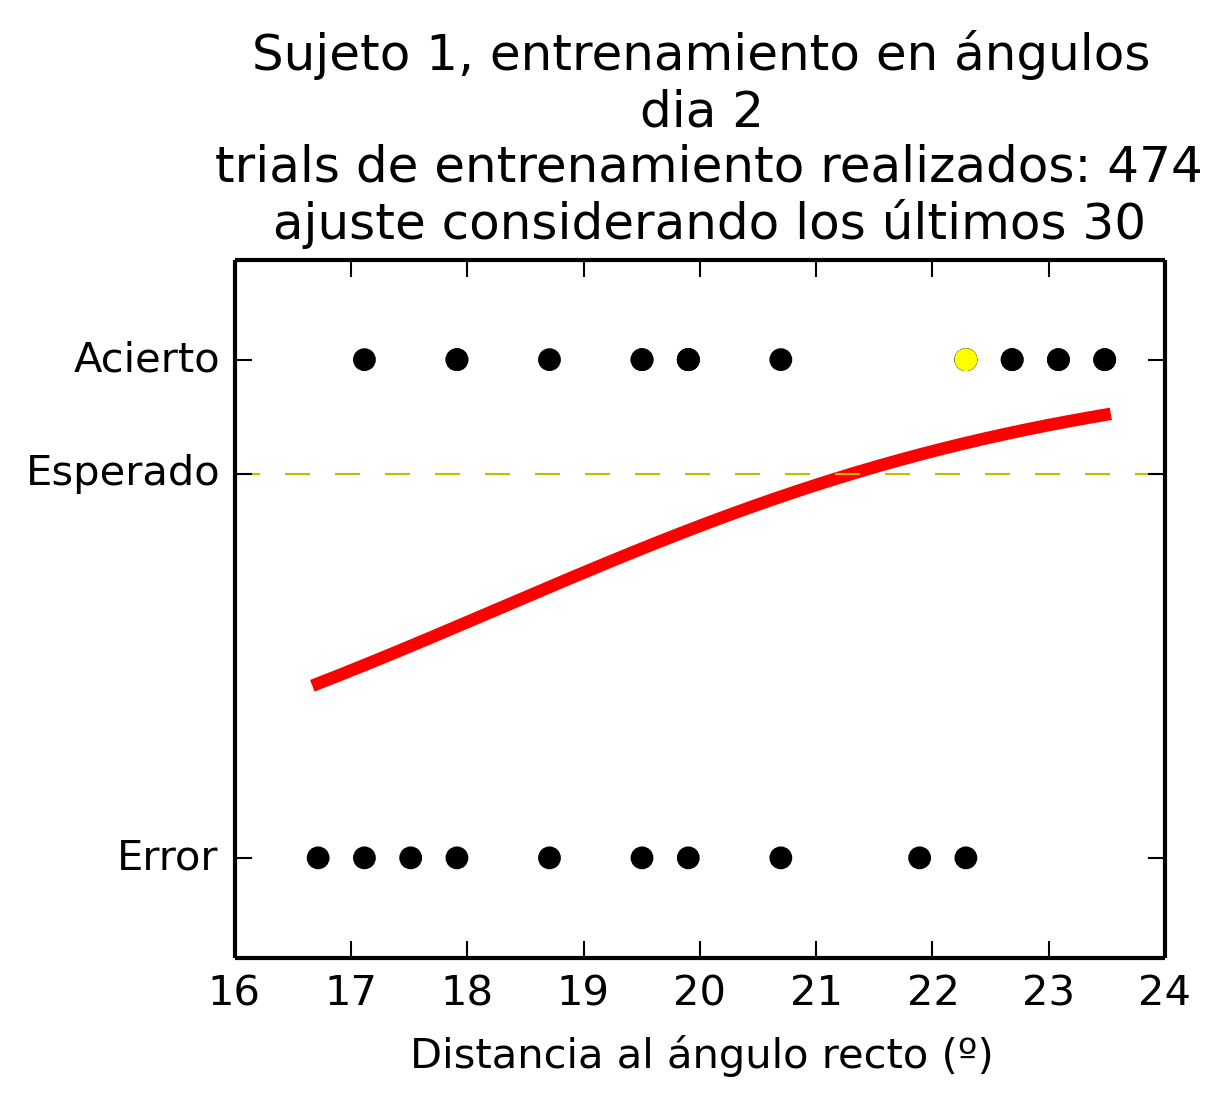 Sujeto 1, entrenamiento en ángulos
dia 2
trials de entrenamiento realizados: 474
ajuste considerando los últimos 30
Acierto
Esperado
Error
16 17 18 19 20 21 22 23 24
Distancia al ángulo recto (º)